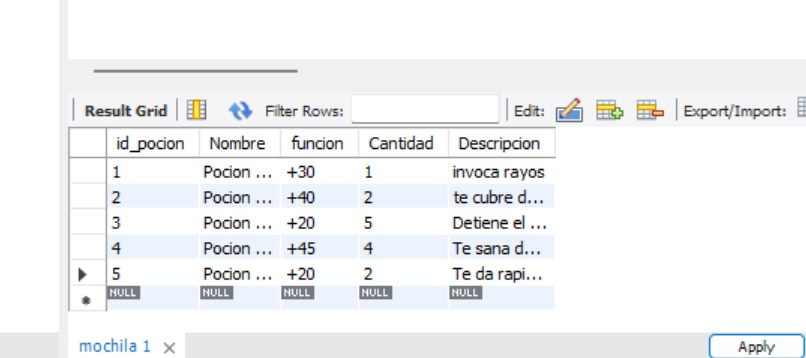 Result Grid Filter Rows: Edit: Export/Import:
id_pocion Nombre funcion Cantidad Descripcion
1 Pocion ... +30 1 invoca rayos
2 Pocion ... +40 2 te cubre d...
3 Pocion ... +20 5 Detiene el ...
4 Pocion ... +45 4 Te sana d...
5 Pocion ... +20 2 Te da rapi...
NULL NULL NULL NULL NULL
mochila 1 Apply